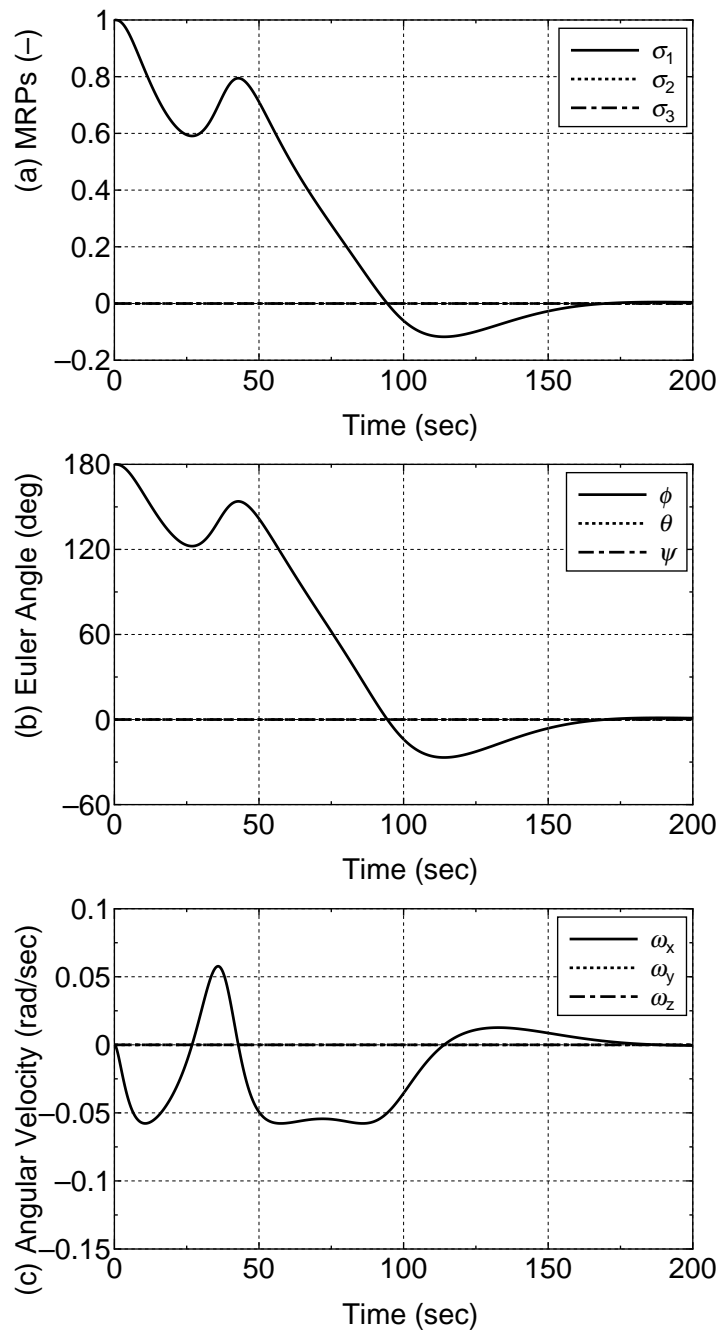 1
0.8
0.6
0.4
0.2
0
–0.2
(a) MRPs (–)
σ1
σ2
σ3
0 50 100 150 200
Time (sec)
180
120
60
0
–60
(b) Euler Angle (deg)
ϕ
θ
ψ
0 50 100 150 200
Time (sec)
0.1
0.05
0
–0.05
–0.1
–0.15
(c) Angular Velocity (rad/sec)
ωx
ωy
ωz
0 50 100 150 200
Time (sec)